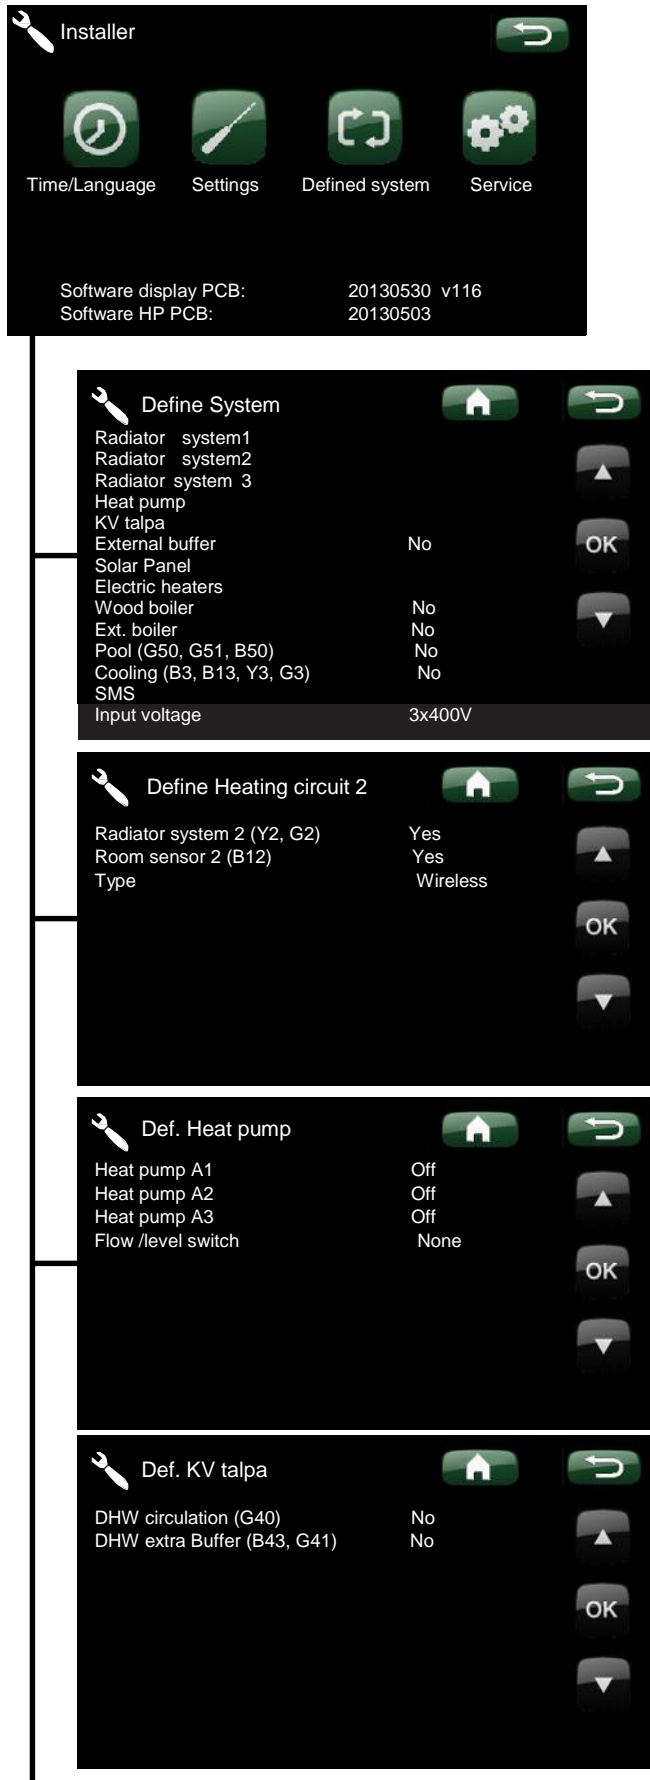 Installer
Time/Language Settings Defined system Service
Software display PCB: 20130530 v116
Software HP PCB: 20130503
Define System
Radiator system1
Radiator system2
Radiator system 3
Heat pump
KV talpa
External buffer No
OK
Solar Panel
Electric heaters
Wood boiler No
Ext. boiler No
Pool (G50, G51, B50) No
Cooling (B3, B13, Y3, G3) No
SMS
Input voltage 3x400V
Define Heating circuit 2
Radiator system 2 (Y2, G2) Yes
Room sensor 2 (B12) Yes
Type Wireless
OK
Def. Heat pump
Heat pump A1 Off
Heat pump A2 Off
Heat pump A3 Off
Flow /level switch None
OK
Def. KV talpa
DHW circulation (G40) No
DHW extra Buffer (B43, G41) No
OK